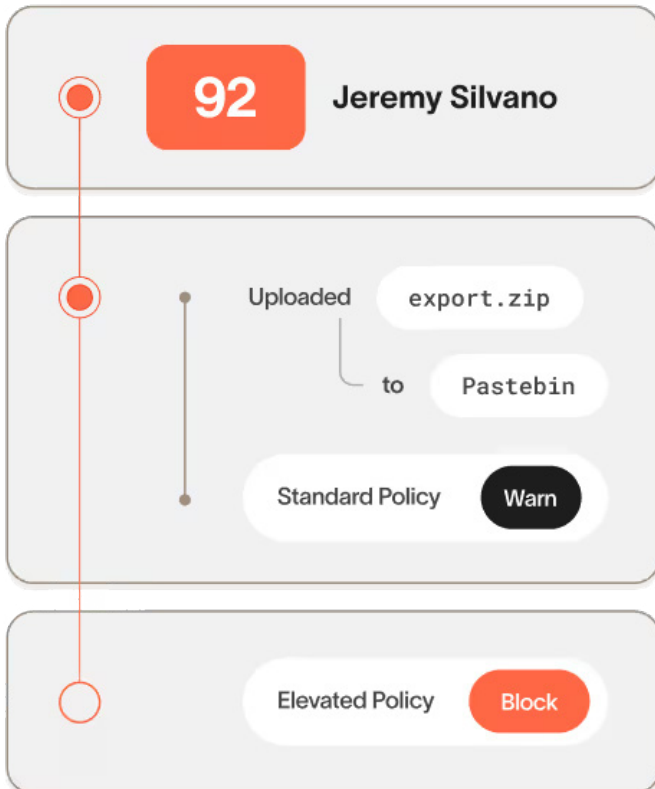 92 Jeremy Silvano
Uploaded export.zip
to Pastebin
Standard Policy Warn
Elevated Policy Block